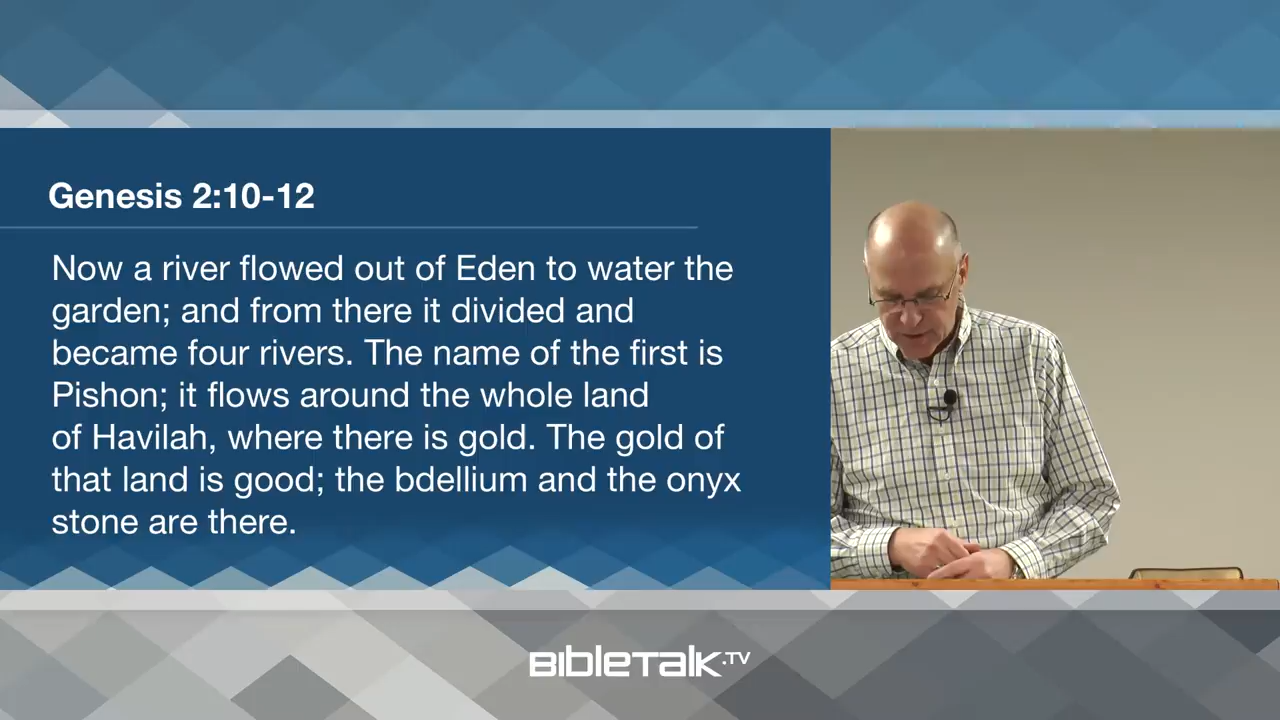 Genesis 2:10-12
Now a river flowed out of Eden to water the
garden; and from there it divided and
became four rivers. The name of the first is
Pishon; it flows around the whole land
of Havilah, where there is gold. The gold of
that land is good; the bdellium and the onyx
stone are there.
BIBLETALK.TV